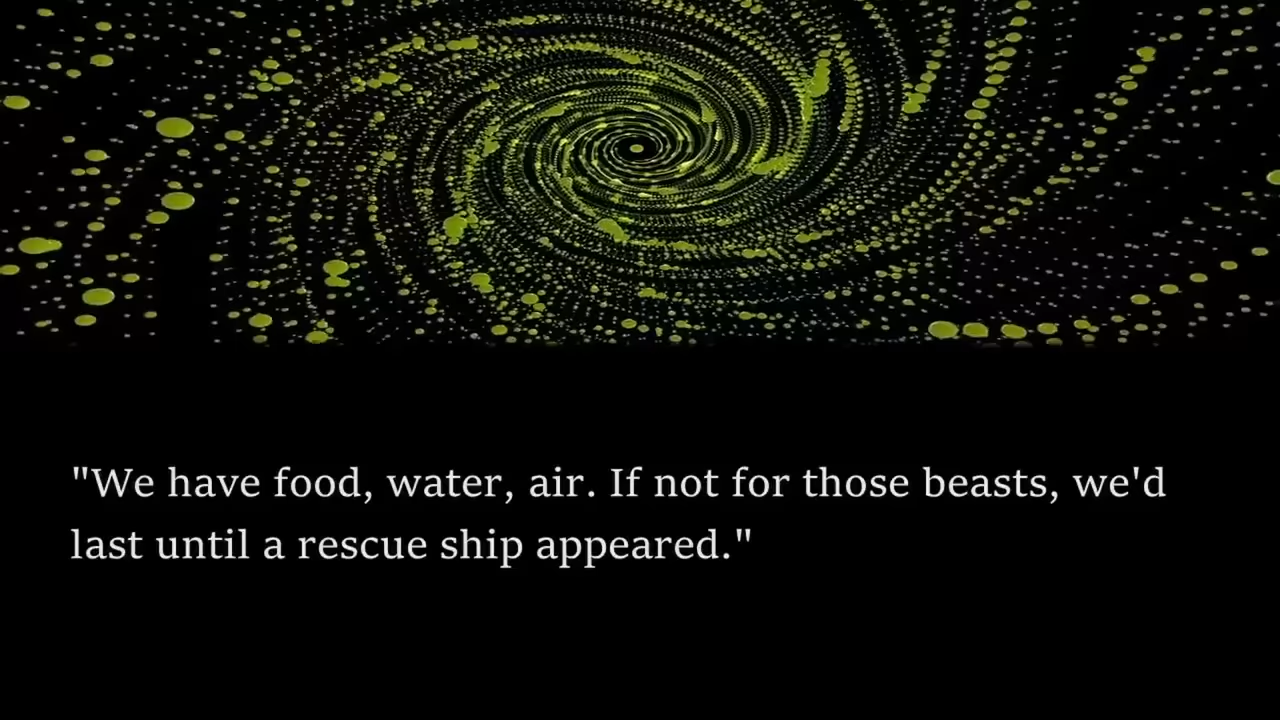 "We have food, water, air. If not for those beasts, we'd
last until a rescue ship appeared."